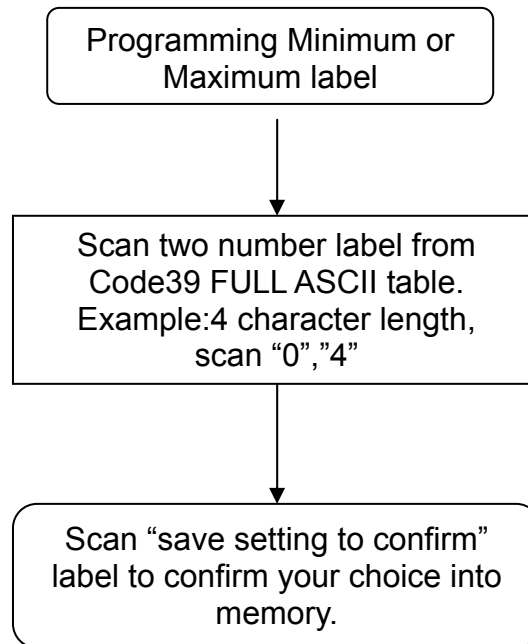 Programming Minimum or
Maximum label
Scan two number label from
Code39 FULL ASCII table.
Example:4 character length,
scan “0”,”4”
Scan “save setting to confirm”
label to confirm your choice into
memory.